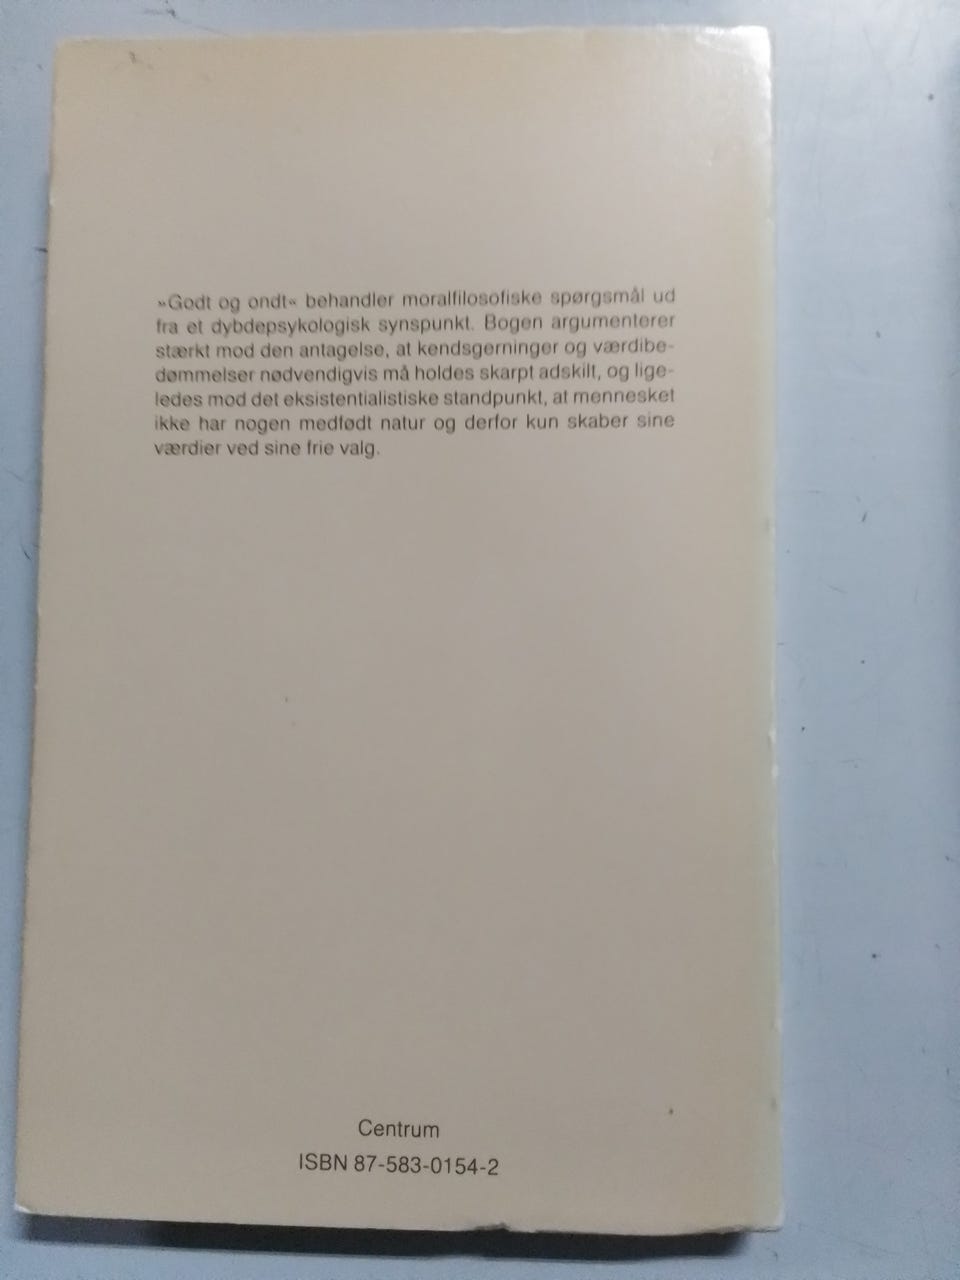 »Godt og ondt« behandler moralfilosofiske spørgsmål ud
fra et dybdepsykologisk synspunkt. Bogen argumenterer
stærkt mod den antagelse, at kendsgerninger og værdibe-
dømmelser nødvendigvis må holdes skarpt adskilt, og lige-
ledes mod det eksistentialistiske standpunkt, at mennesket
ikke har nogen medfødt natur og derfor kun skaber sine
værdier ved sine frie valg.
Centrum
ISBN 87-583-0154-2